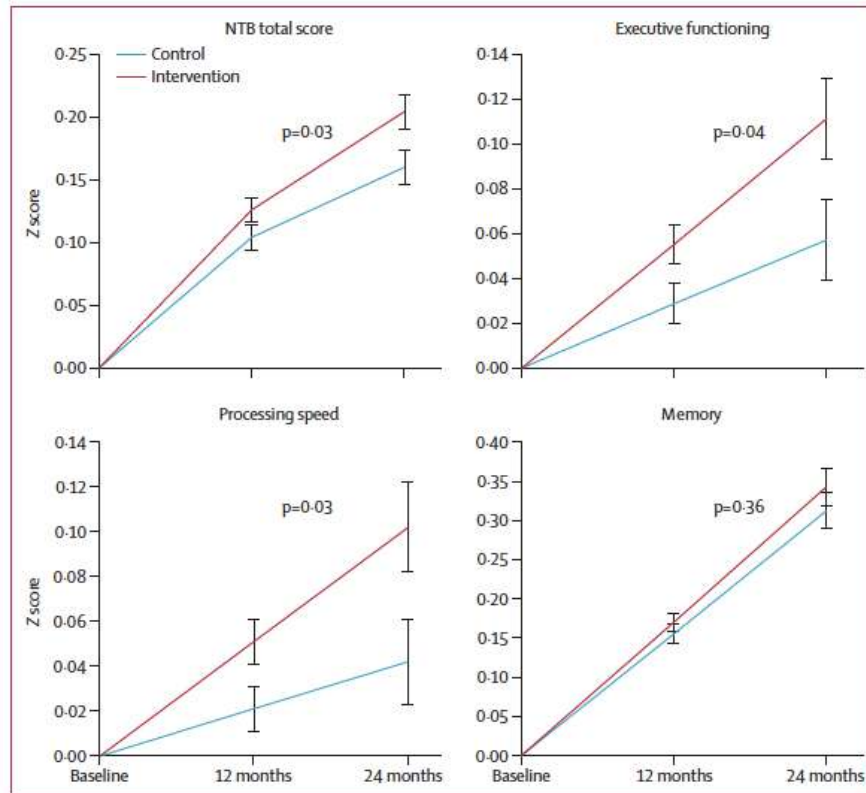 NTB total score
0·25
0·20
0·15
0·10
0·05
0·00
Z score
Control
Intervention
p=0·03
Executive functioning
0·14
0·12
0·10
0·08
0·06
0·04
0·02
0·00
p=0·04
Processing speed
0·14
0·12
0·10
0·08
0·06
0·04
0·02
0·00
Z score
p=0·03
Baseline 12 months 24 months
Memory
0·40
0·35
0·30
0·25
0·20
0·15
0·10
0·05
0·00
p=0·36
Baseline 12 months 24 months